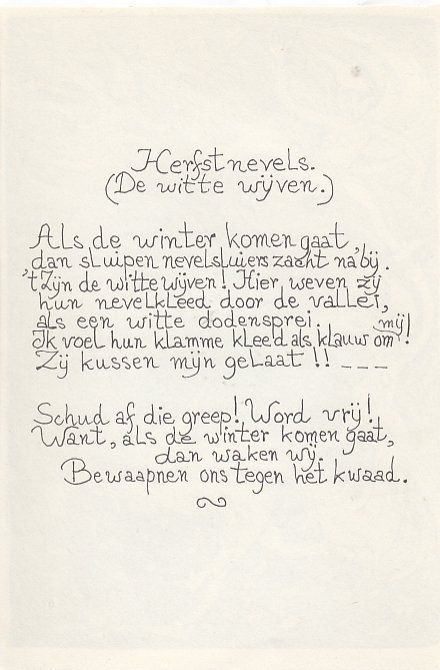 Herfstnevels.
(De witte wijven.)
Als de winter komen gaat,
dan sluipen nevelsluiers zacht na bij.
't Zijn de witte wijven! Hier, weven zij
hun nevelkleed door de vallei,
als een witte dodensprei.
Ik voel hun klamme kleed als klauw om mij!
Zij kussen mijn gelaat!! ---
Schud af die greep! Word vrij!
Want, als de winter komen gaat,
dan waken wij.
Bewaapnen ons tegen het kwaad.